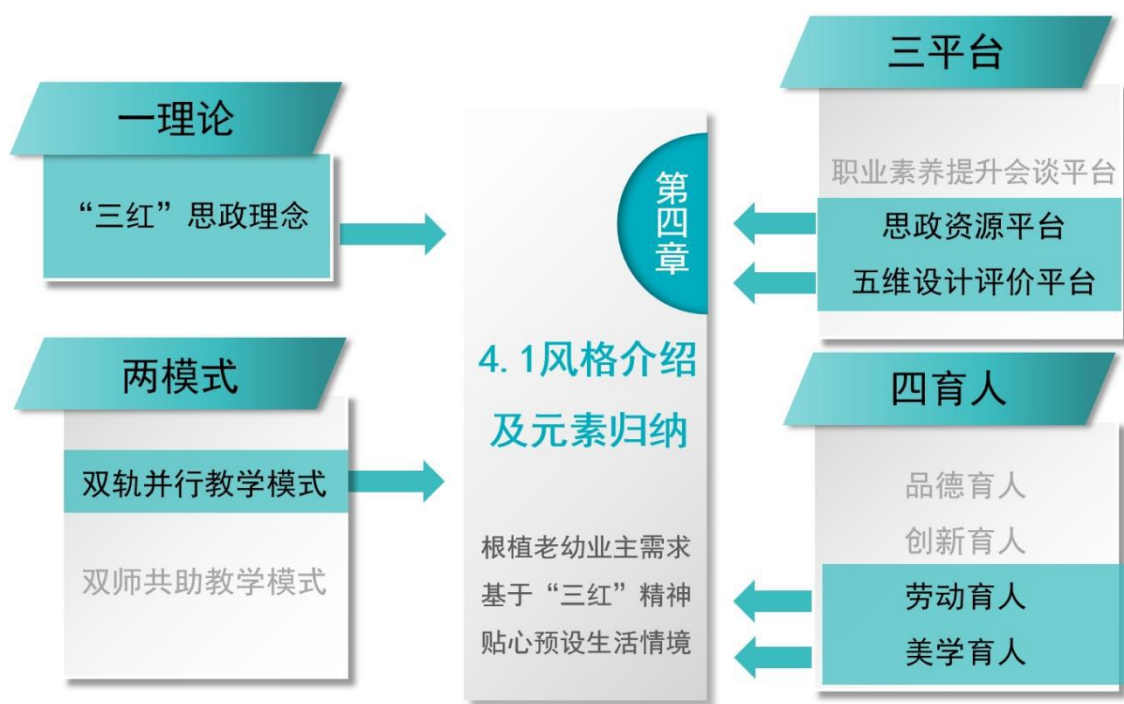 一理论
“三红”思政理念
两模式
双轨并行教学模式
双师共助教学模式
第四章
4.1风格介绍
及元素归纳
根植老幼业主需求
基于“三红”精神
贴心预设生活情境
三平台
职业素养提升会谈平台
思政资源平台
五维设计评价平台
四育人
品德育人
创新育人
劳动育人
美学育人